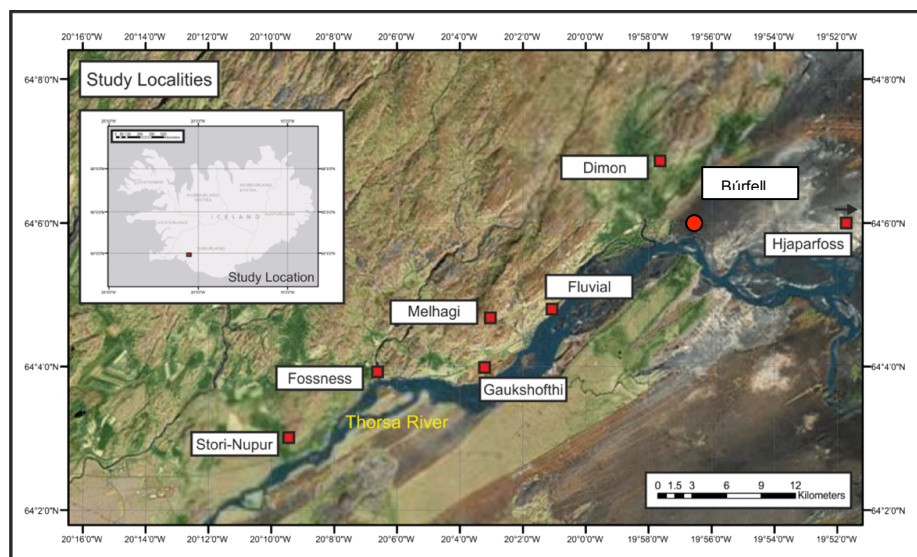 20°16'0"W 20°14'0"W 20°12'0"W 20°10'0"W 20°8'0"W 20°6'0"W 20°4'0"W 20°2'0"W 20°0'0"W 19°58'0"W 19°56'0"W 19°54'0"W 19°52'0"W
64°8'0"N 64°8'0"N
Study Localities
ICELAND
Study Location
Dimon
Búrfell
64°6'0"N 64°6'0"N
Hjaparfoss
Fluvial
Melhagi
64°4'0"N 64°4'0"N
Fossness
Gaukshofthi
Thorsa River
Stori-Nupur
0 1.5 3 6 9 12
Kilometers
64°2'0"N 64°2'0"N
20°16'0"W 20°14'0"W 20°12'0"W 20°10'0"W 20°8'0"W 20°6'0"W 20°4'0"W 20°2'0"W 20°0'0"W 19°58'0"W 19°56'0"W 19°54'0"W 19°52'0"W